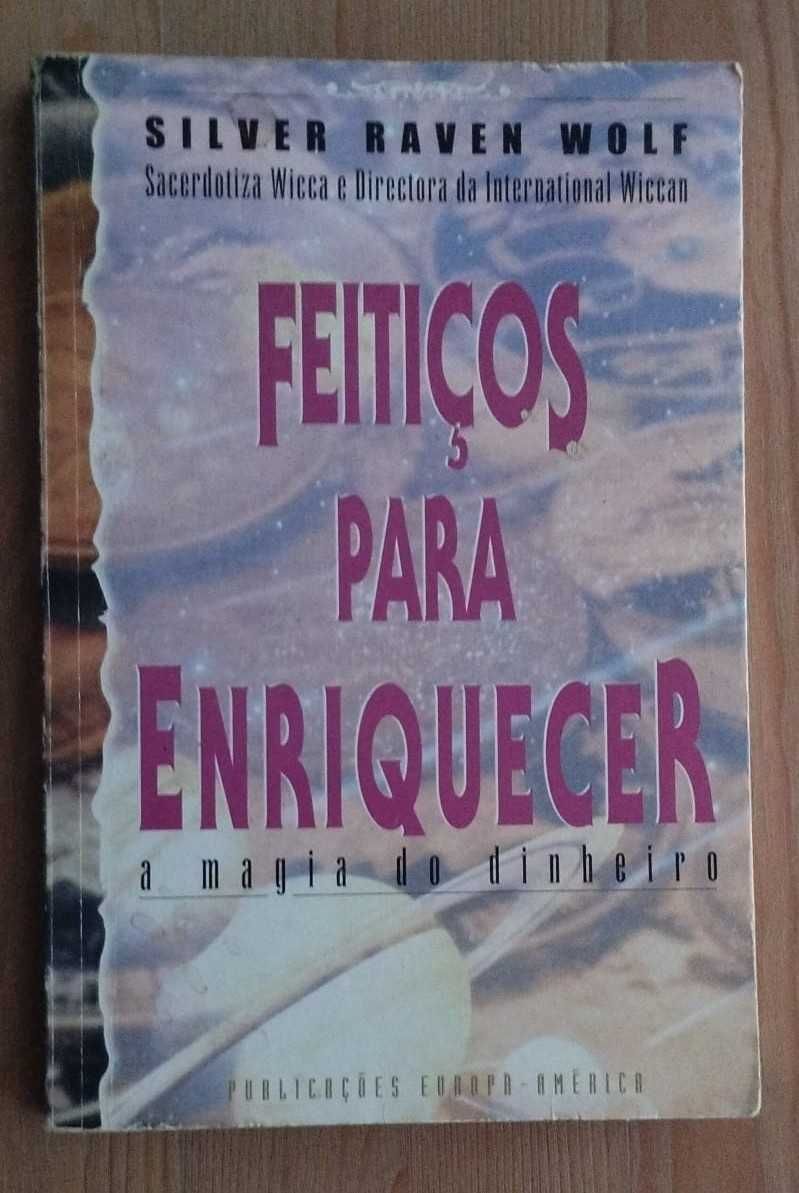 SILVER RAVEN WOLF
Sacerdotiza Wicca e Directora da International Wiccan
FEITIÇOS
PARA
ENRIQUECER
a magia do dinheiro
PUBLICAÇÕES EUROPA-AMÉRICA